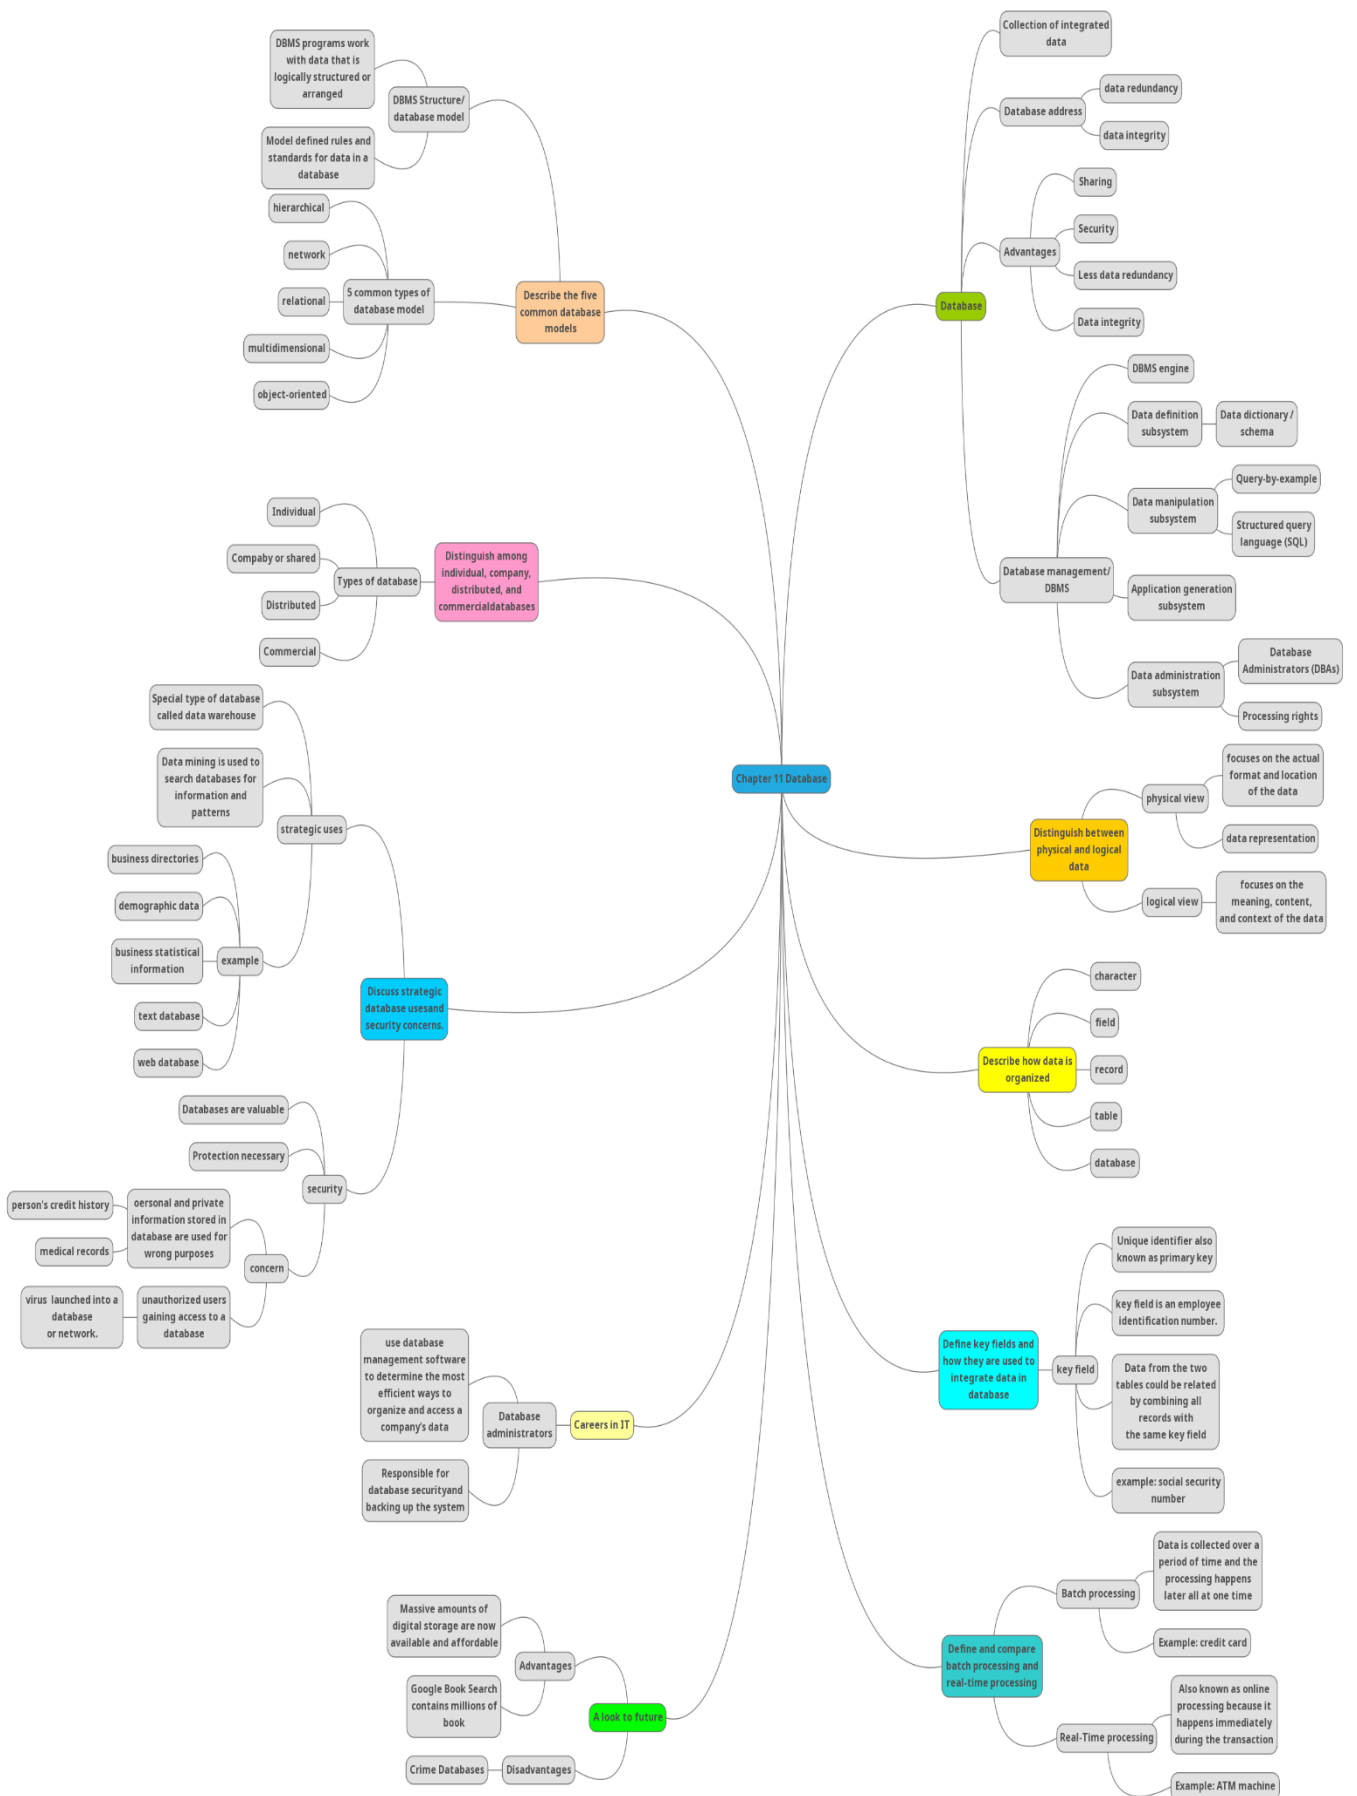 Chapter 11 Database
Database
Collection of integrated
data
Database address
data redundancy
data integrity
Advantages
Sharing
Security
Less data redundancy
Data integrity
Database management/
DBMS
DBMS engine
Data definition
subsystem
Data dictionary /
schema
Data manipulation
subsystem
Query-by-example
Structured query
language (SQL)
Application generation
subsystem
Data administration
subsystem
Database
Administrators (DBAs)
Processing rights
Distinguish between
physical and logical
data
physical view
focuses on the actual
format and location
of the data
data representation
logical view
focuses on the
meaning, content,
and context of the data
Describe how data is
organized
character
field
record
table
database
Define key fields and
how they are used to
integrate data in
database
key field
Unique identifier also
known as primary key
key field is an employee
identification number.
Data from the two
tables could be related
by combining all
records with
the same key field
example: social security
number
Define and compare
batch processing and
real-time processing
Batch processing
Data is collected over a
period of time and the
processing happens
later all at one time
Example: credit card
Real-Time processing
Also known as online
processing because it
happens immediately
during the transaction
Example: ATM machine
Describe the five
common database
models
DBMS Structure/
database model
DBMS programs work
with data that is
logically structured or
arranged
Model defined rules and
standards for data in a
database
5 common types of
database model
hierarchical
network
relational
multidimensional
object-oriented
Distinguish among
individual, company,
distributed, and
commercialdatabases
Types of database
Individual
Compaby or shared
Distributed
Commercial
Discuss strategic
database usesand
security concerns.
strategic uses
Special type of database
called data warehouse
Data mining is used to
search databases for
information and
patterns
example
business directories
demographic data
business statistical
information
text database
web database
security
Databases are valuable
Protection necessary
concern
oersonal and private
information stored in
database are used for
wrong purposes
person's credit history
medical records
unauthorized users
gaining access to a
database
virus launched into a
database
or network.
Careers in IT
Database
administrators
use database
management software
to determine the most
efficient ways to
organize and access a
company's data
Responsible for
database securityand
backing up the system
A look to future
Advantages
Massive amounts of
digital storage are now
available and affordable
Google Book Search
contains millions of
book
Disadvantages
Crime Databases